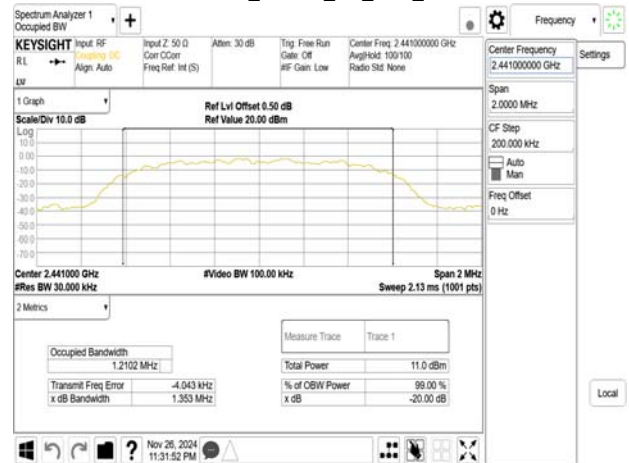 Spectrum Analyzer 1
Occupied BW
Frequency
KEYSIGHT Input: RF Input Z: 50 Ω Atten: 30 dB Trig: Free Run Center Freq: 2.441000000 GHz
RL Coupling: DC Corr CCorr Gate: Off Avg|Hold: 100/100
Align: Auto Freq Ref: Int (S) #IF Gain: Low Radio Std: None
LV
Center Frequency
2.441000000 GHz
Settings
Span
2.0000 MHz
CF Step
200.000 kHz
Auto
Man
Freq Offset
0 Hz
1 Graph
Ref Lvl Offset 0.50 dB
Scale/Div 10.0 dB Ref Value 20.00 dBm
Log
10.0
0.00
-10.0
-20.0
-30.0
-40.0
-50.0
-60.0
-70.0
Center 2.441000 GHz #Video BW 100.00 kHz Span 2 MHz
#Res BW 30.000 kHz Sweep 2.13 ms (1001 pts)
2 Metrics
Measure Trace Trace 1
Occupied Bandwidth
1.2102 MHz
Total Power 11.0 dBm
Transmit Freq Error -4.043 kHz % of OBW Power 99.00 %
x dB Bandwidth 1.353 MHz x dB -20.00 dB
Local
? Nov 26, 2024
11:31:52 PM